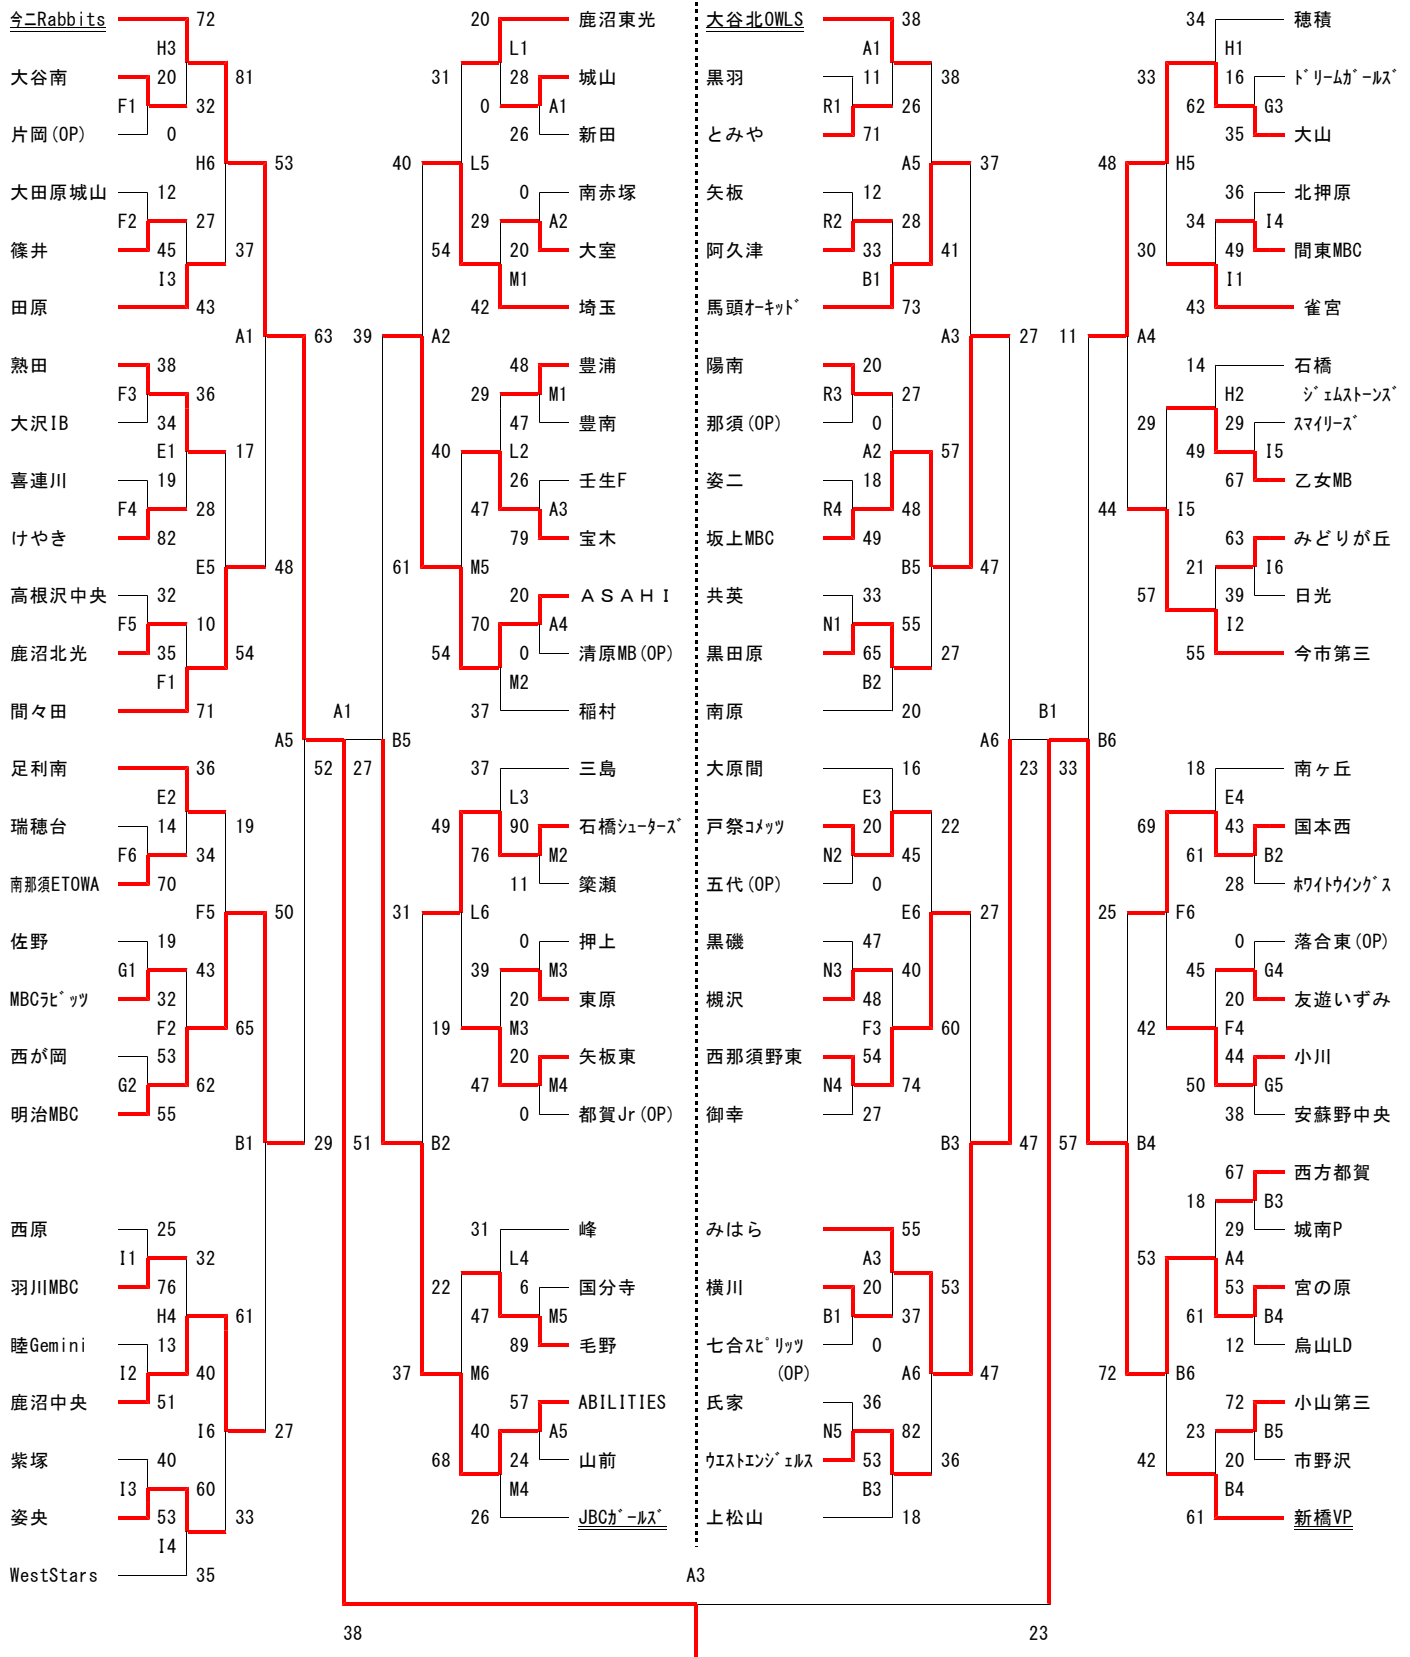 今二Rabbits 72 20 鹿沼東光 大谷北OWLS 38 34 穂積
H3 L1 A1 H1
大谷南 20 81 31 28 城山 黒羽 11 38 33 16 ドリームガールズ
F1 32 0 A1 R1 26 62 G3
片岡(OP) 0 26 新田 とみや 71 35 大山
H6 53 40 L5 A5 37 48 H5
大田原城山 12 0 南赤塚 矢板 12 36 北押原
F2 27 29 A2 R2 28 34 I4
篠井 45 37 54 20 大室 阿久津 33 41 30 49 間東MBC
I3 M1 B1 I1
田原 43 42 埼玉 馬頭オーキッド 73 43 雀宮
A1 63 39 A2 A3 27 11 A4
熟田 38 48 豊浦 陽南 20 14 石橋
F3 36 29 M1 R3 27 H2 ジェムストーンズ
大沢IB 34 47 豊南 那須(OP) 0 29 29 スマイリーズ
E1 17 40 L2 A2 57 49 I5
喜連川 19 26 壬生F 姿二 18 67 乙女MB
F4 28 47 A3 R4 48 44 I5
けやき 82 79 宝木 坂上MBC 49 63 みどりが丘
E5 48 61 M5 B5 47 21 I6
高根沢中央 32 20 ASAHI 共英 33 57 39 日光
F5 10 70 A4 N1 55 I2
鹿沼北光 35 54 54 0 清原MB(OP) 黒田原 65 27 55 今市第三
F1 M2 B2
間々田 71 A1 37 稲村 南原 20 B1
A5 B5 A6 B6
足利南 36 52 27 37 三島 大原間 16 23 33 18 南ヶ丘
E2 L3 E3 E4
瑞穂台 14 19 49 90 石橋シューターズ 戸祭コメッツ 20 22 69 43 国本西
F6 34 76 M2 N2 45 61 B2
南那須ETOWA 70 11 簗瀬 五代(OP) 0 28 ホワイトウイングス
F5 50 31 L6 E6 27 25 F6
佐野 19 0 押上 黒磯 47 0 落合東(OP)
G1 43 39 M3 N3 40 45 G4
MBCラビッツ 32 20 東原 槻沢 48 20 友遊いずみ
F2 65 19 M3 F3 60 42 F4
西が岡 53 20 矢板東 西那須野東 54 44 小川
G2 62 47 M4 N4 74 50 G5
明治MBC 55 0 都賀Jr(OP) 御幸 27 38 安蘇野中央
B1 29 51 B2 B3 47 57 B4
67 西方都賀
18 B3
西原 25 31 峰 みはら 55 29 城南P
I1 32 L4 A3 53 A4
羽川MBC 76 22 6 国分寺 横川 20 53 53 宮の原
H4 61 47 M5 B1 37 61 B4
睦Gemini 13 89 毛野 七合スピリッツ 0 12 烏山LD
I2 40 37 M6 (OP) A6 47 72 B6
鹿沼中央 51 57 ABILITIES 氏家 36 72 小山第三
I6 27 40 A5 N5 82 23 B5
紫塚 40 68 24 山前 ウエストエンジェルス 53 36 42 20 市野沢
I3 60 M4 B3 B4
姿央 53 33 26 JBCガールズ 上松山 18 61 新橋VP
I4
WestStars 35 A3
38 23